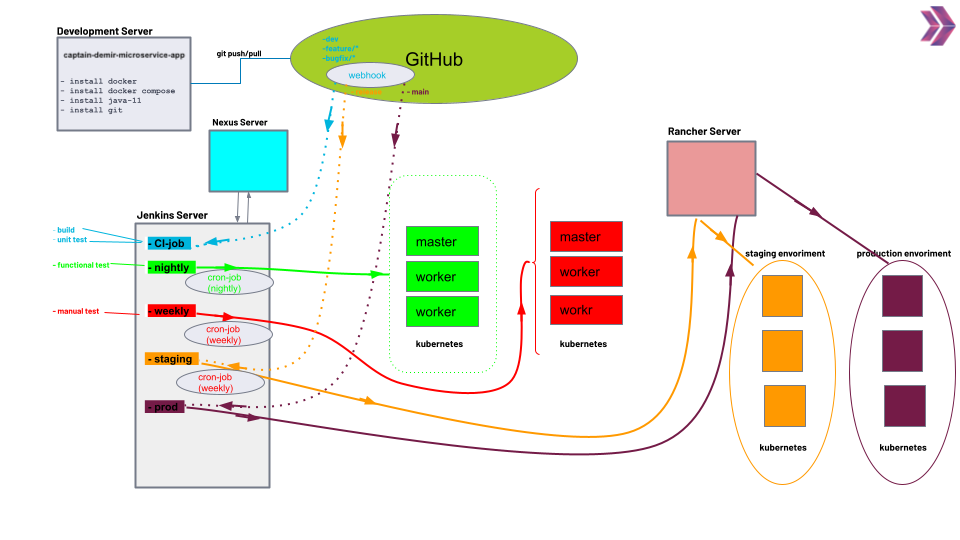 Development Server
captain-demir-microservice-app
- install docker
- install docker compose
- install java-11
- install git
git push/pull
-dev
-feature/*
-bugfix/*
GitHub
webhook
- main
Nexus Server
Rancher Server
Jenkins Server
- build
- unit test
- CI-job
- functional test
- nightly
cron-job
(nightly)
- manual test
- weekly
cron-job
(weekly)
- staging
cron-job
(weekly)
- prod
master
worker
worker
kubernetes
master
worker
workr
kubernetes
staging envoriment
kubernetes
production envoriment
kubernetes